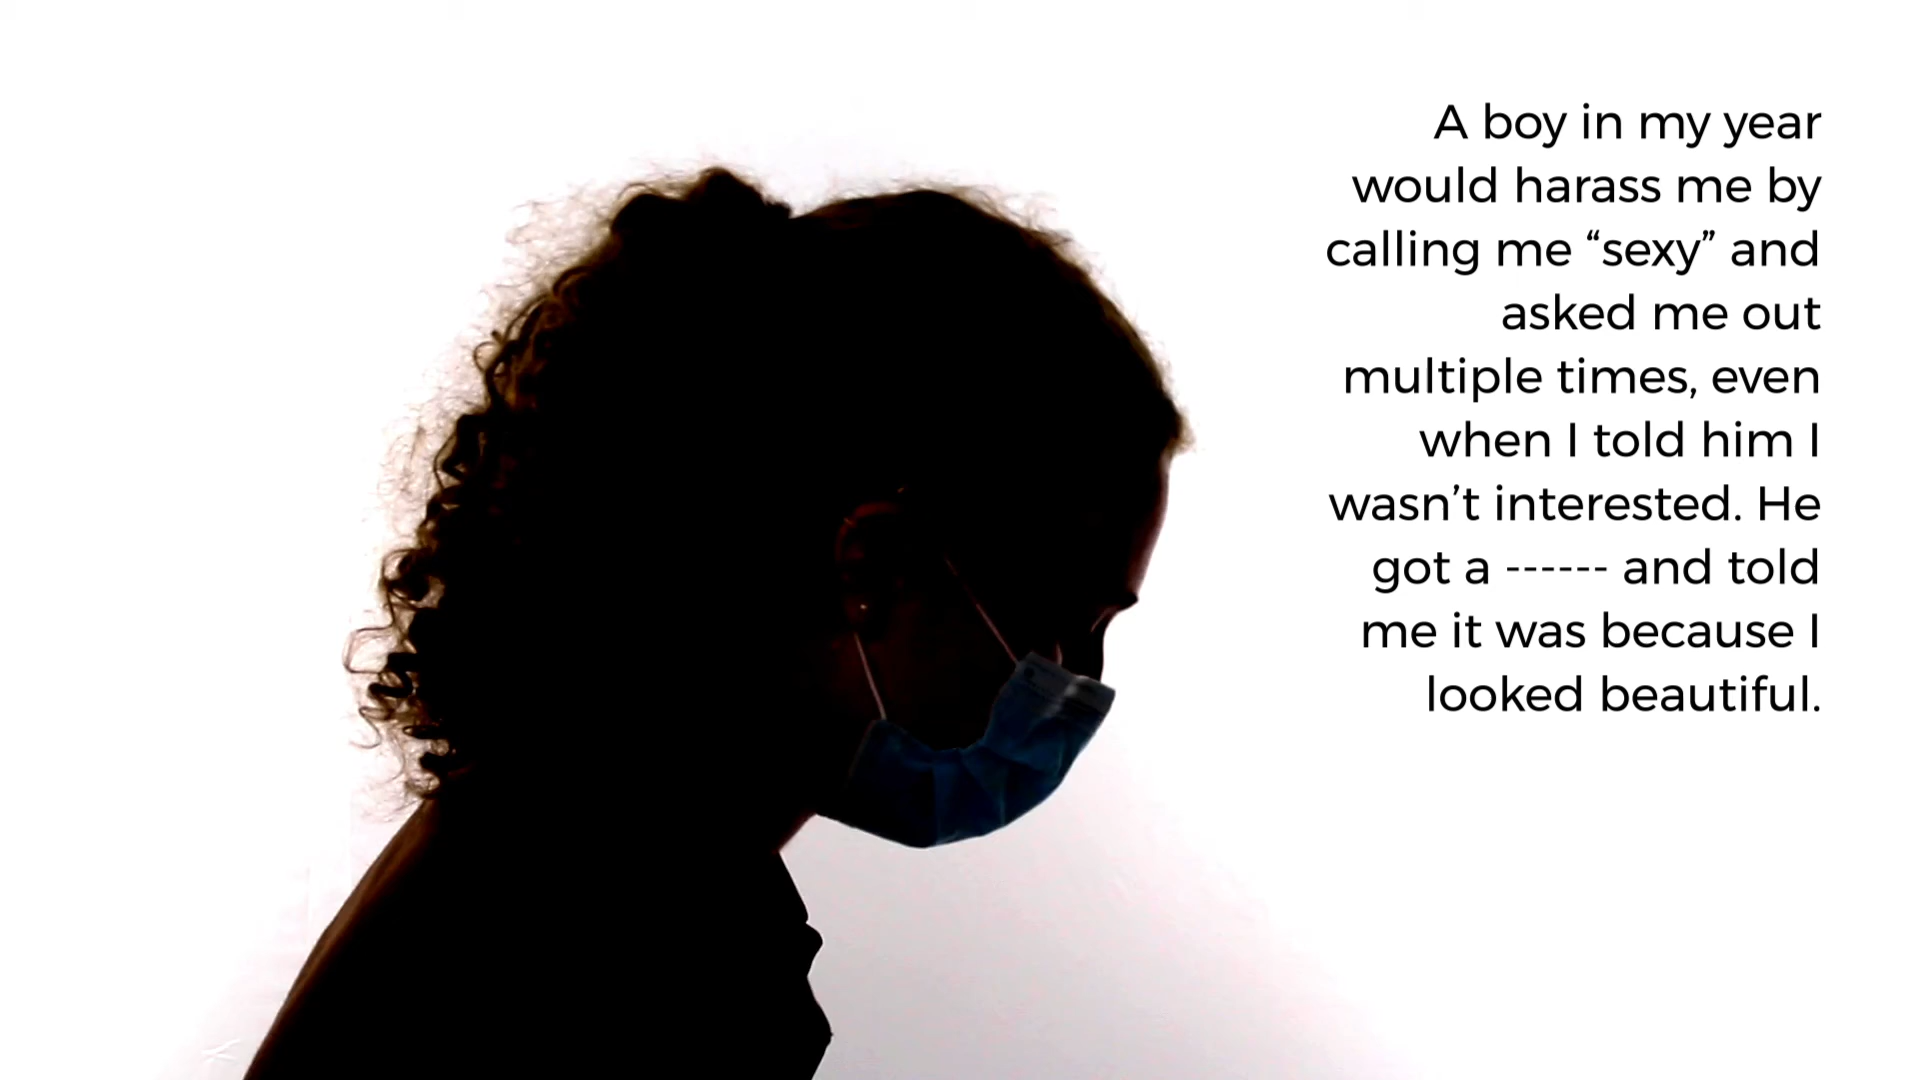 A boy in my year
would harass me by
calling me “sexy” and
asked me out
multiple times, even
when I told him I
wasn’t interested. He
got a ------ and told
me it was because I
looked beautiful.